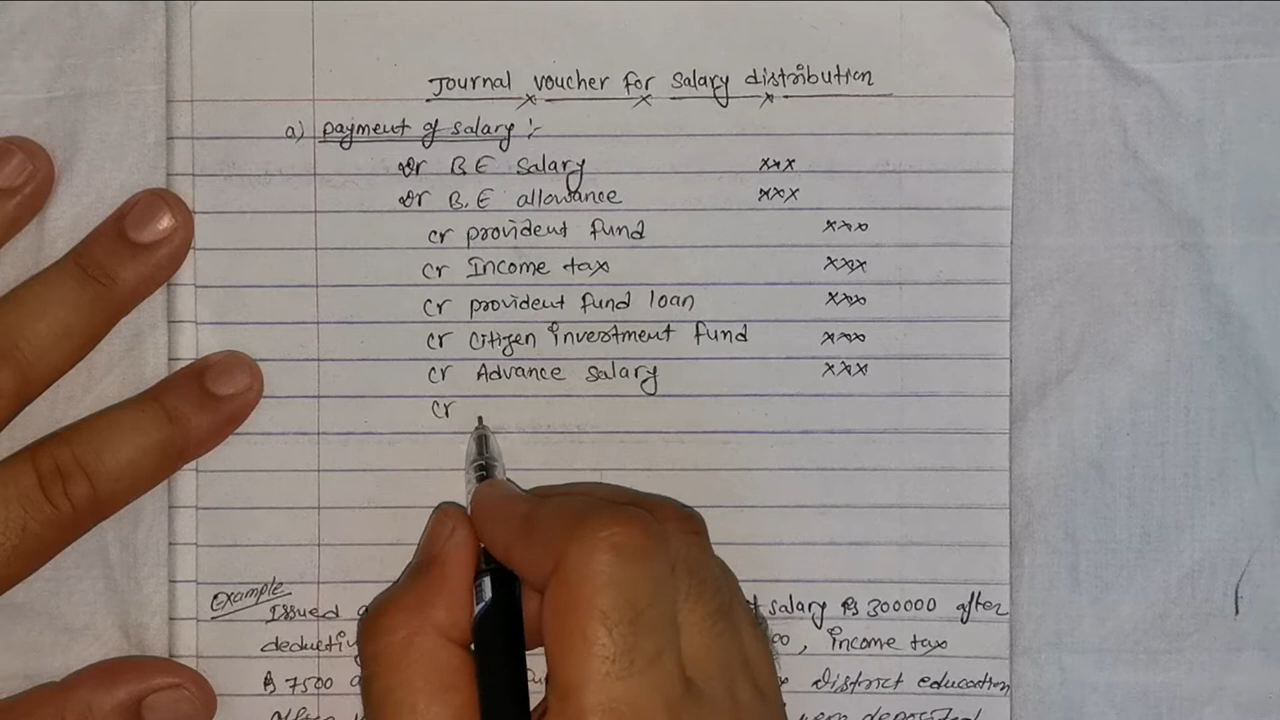 Journal voucher for salary distribution
a) payment of salary :-
Dr B.E salary xxx
Dr B.E allowance xxx
cr provident fund xxx
cr Income tax xxx
cr provident fund loan xxx
cr citizen investment fund xxx
cr Advance salary xxx
cr
Example
Issued salary Rs 300000 after
, income tax
Rs 7500 District education